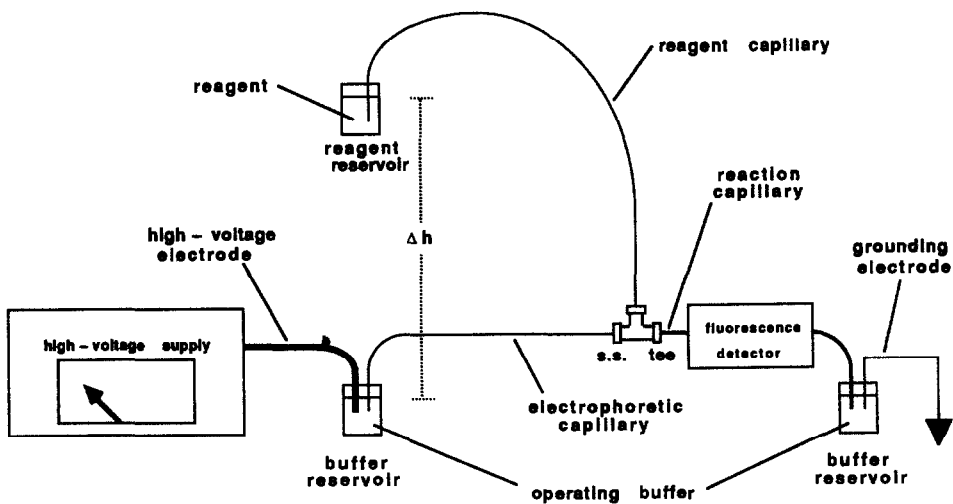 reagent capillary
reagent
reagent
reservoir
reaction
capillary
high – voltage
electrode
Δh
grounding
electrode
high – voltage supply
fluorescence
detector
s.s. tee
electrophoretic
capillary
buffer
reservoir
operating buffer
buffer
reservoir